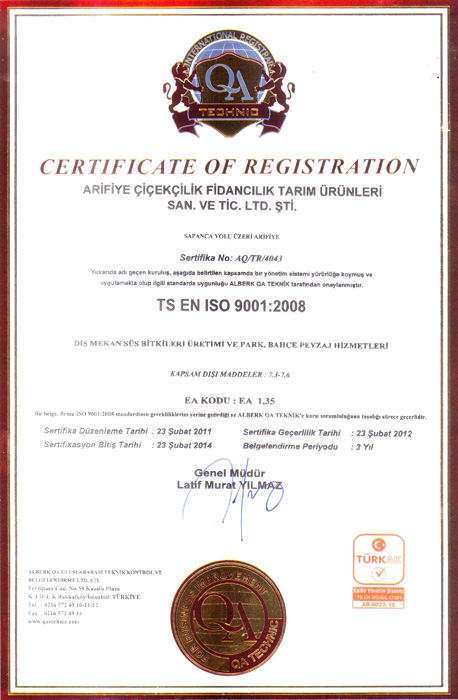 INTERNATIONAL REGISTRAR
QA
TECHNIC
CERTIFICATE OF REGISTRATION
ARİFİYE ÇİÇEKÇİLİK FİDANCILIK TARIM ÜRÜNLERİ
SAN. VE TİC. LTD. ŞTİ.
SAPANCA YOLU ÜZERİ ARİFİYE
Sertifika No: AQ/TR/4043
Yukarıda adı geçen kuruluş, aşağıda belirtilen kapsamda bir yönetim sistemi yürürlüğe koymuş ve
uygulamakta olup ilgili standarda uygunluğu ALBERK QA TEKNİK tarafından onaylanmıştır.
TS EN ISO 9001:2008
DIŞ MEKAN SÜS BİTKİLERİ ÜRETİMİ VE PARK, BAHÇE PEYZAJ HİZMETLERİ
KAPSAM DIŞI MADDELER : 7.3-7.6
EA KODU : EA 1,35
Bu belge, firma ISO 9001:2008 standardının gerekliliklerini yerine getirdiği ve ALBERK QA TEKNİK'e karşı sorumluluğunu taşıdığı sürece geçerlidir.
Sertifika Düzenleme Tarihi : 23 Şubat 2011 Sertifika Geçerlilik Tarihi : 23 Şubat 2012
Sertifikasyon Bitiş Tarihi : 23 Şubat 2014 Belgelendirme Periyodu : 3 Yıl
Genel Müdür
Latif Murat YILMAZ
ALBERK QA ULUSLARARASI TEKNİK KONTROL VE
BELGELENDİRME LTD. ŞTİ.
Fevzipaşa Cad. No:59 Kaanla Plaza
K.4 D:4 K.Bakkalköy/İstanbul/ TÜRKİYE
Tel : 0216 572 49 10-11-12
Fax : 0216 572 49 14
www.qatechnic.com
QA
QA TECHNIC
TÜRKAK
Kalite Yönetim Sistemi
TS EN ISO/IEC 17021
AB-0027-YS